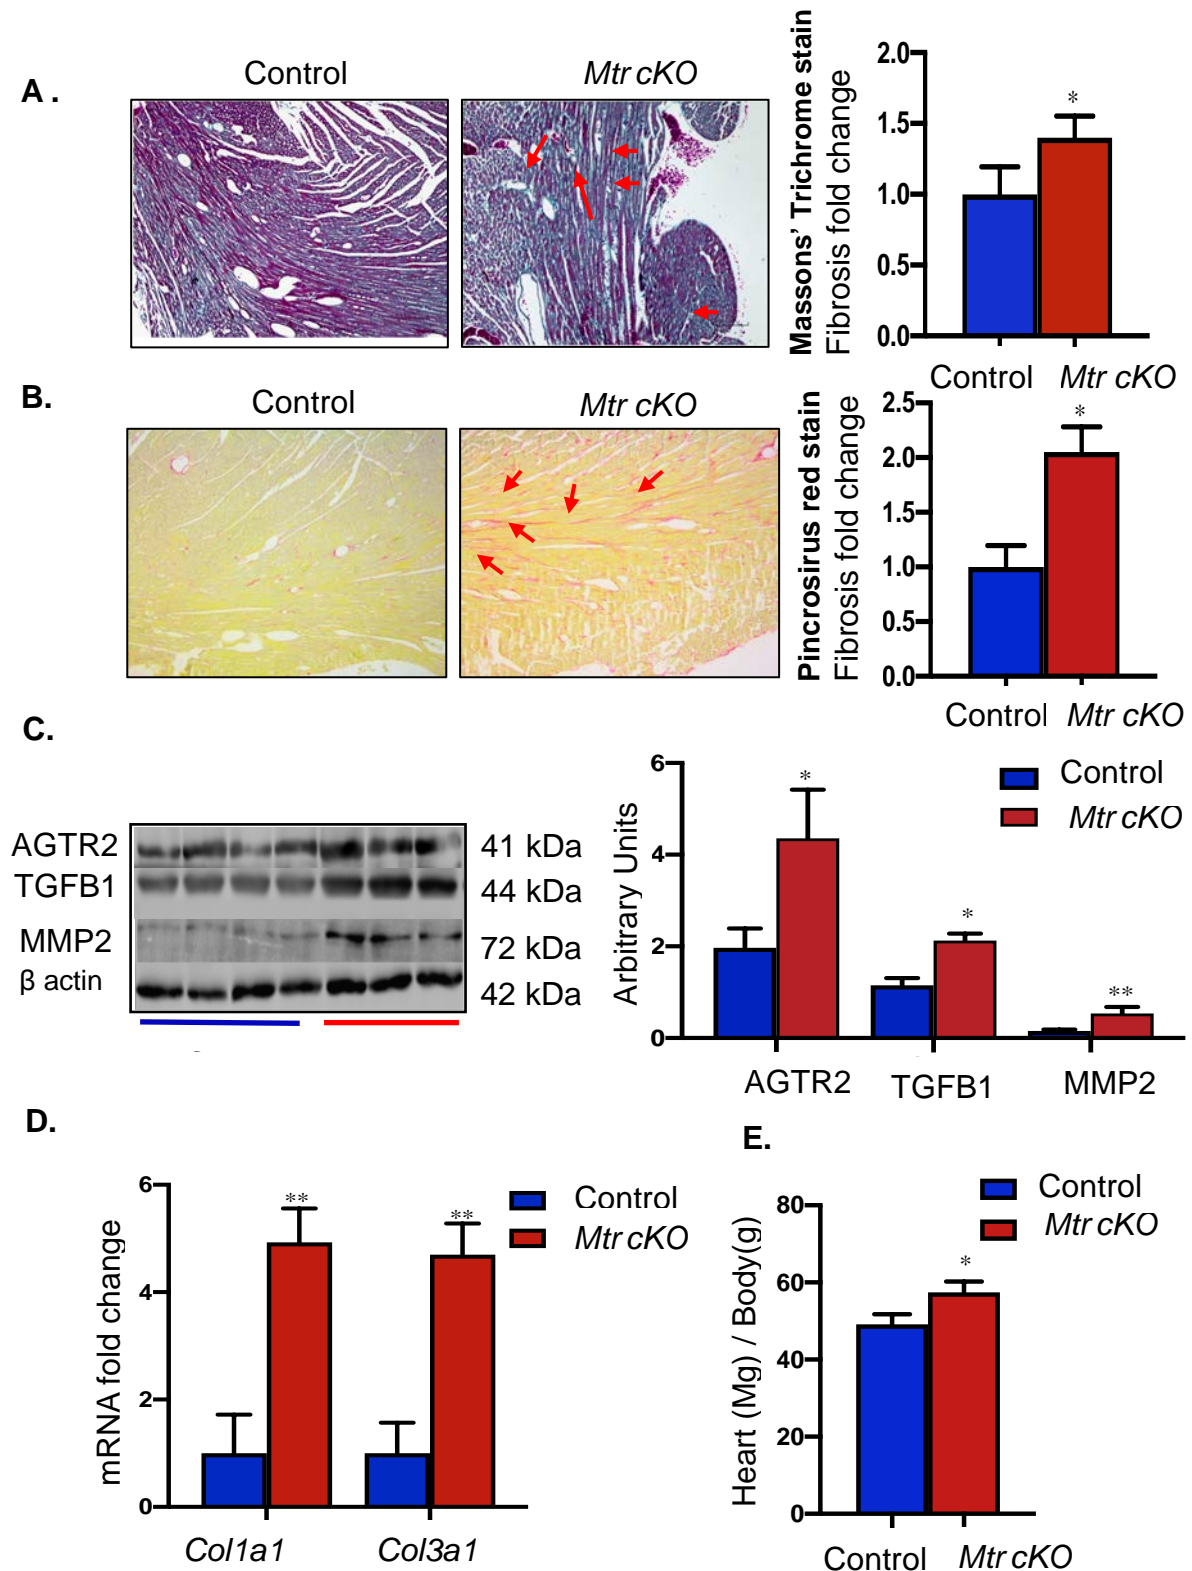 A.
Control
Mtr cKO
Massons' Trichrome stain
Fibrosis fold change
2.0
1.5
1.0
0.5
0.0
*
Control
Mtr cKO
B.
Control
Mtr cKO
Pincrosirus red stain
Fibrosis fold change
2.5
2.0
1.5
1.0
0.5
0.0
*
Control
Mtr cKO
C.
AGTR2
TGFB1
MMP2
β actin
41 kDa
44 kDa
72 kDa
42 kDa
Arbitrary Units
6
4
2
0
*
*
**
Control
Mtr cKO
AGTR2
TGFB1
MMP2
D.
mRNA fold change
6
4
2
0
**
**
Control
Mtr cKO
Col1a1
Col3a1
E.
Heart (Mg) / Body(g)
80
60
40
20
0
*
Control
Mtr cKO
Control
Mtr cKO